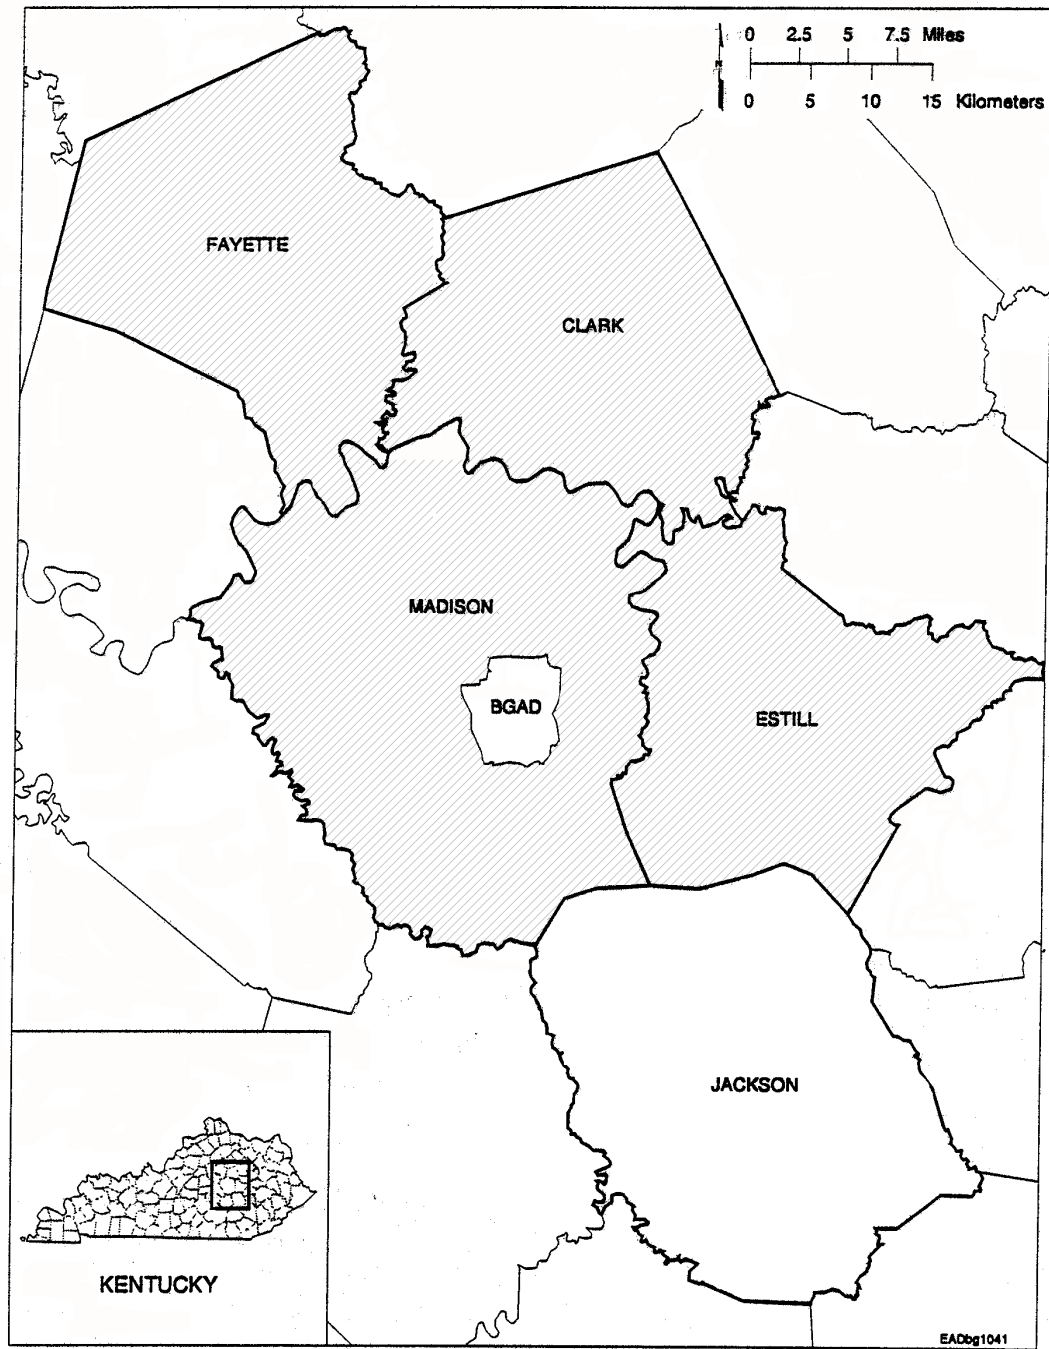 0 2.5 5 7.5 Miles
N
0 5 10 15 Kilometers
FAYETTE
CLARK
MADISON
BGAD
ESTILL
JACKSON
KENTUCKY
EADbg1041